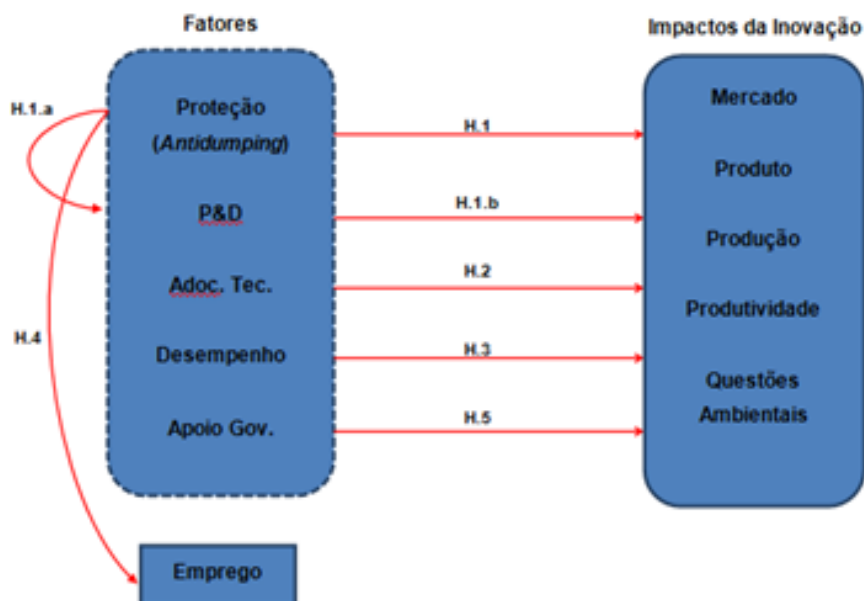 Fatores
Impactos da Inovação
Proteção
(Antidumping)
P&D
Adoc. Tec.
Desempenho
Apoio Gov.
H.1.a
H.4
H.1
H.1.b
H.2
H.3
H.5
Mercado
Produto
Produção
Produtividade
Questões
Ambientais
Emprego